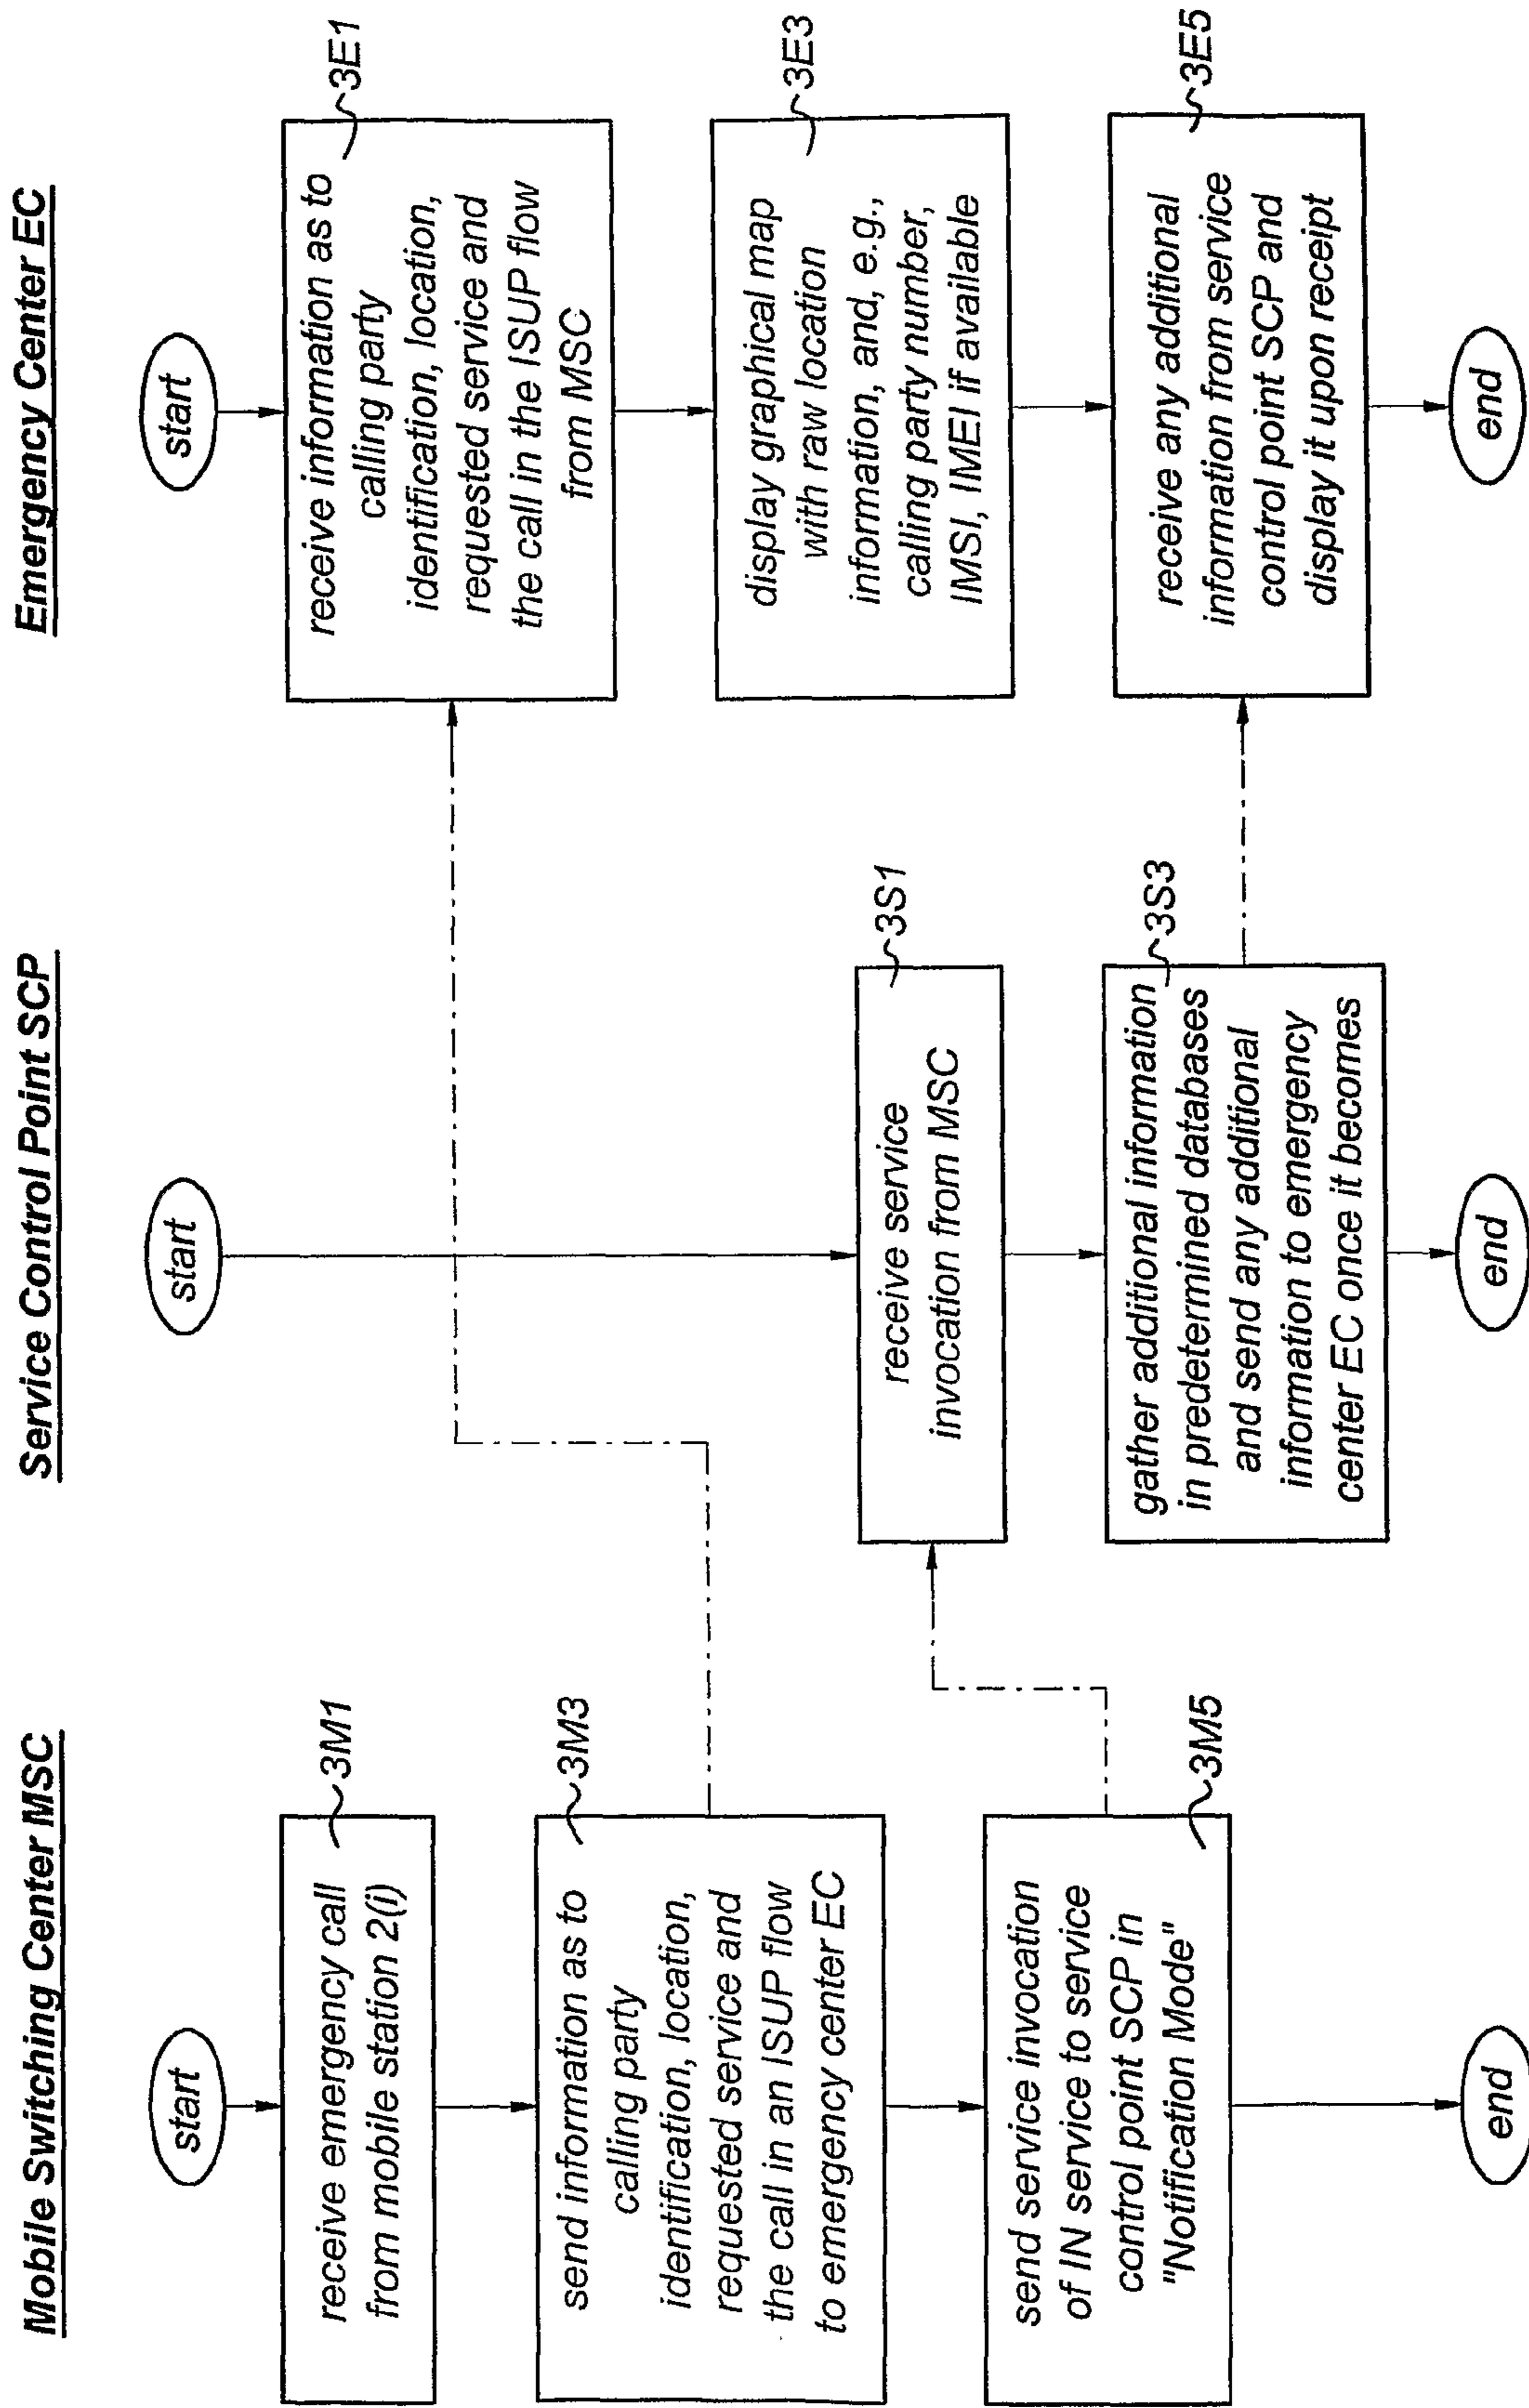 Mobile Switching Center MSC
start
receive emergency call
from mobile station 2(i)
3M1
send information as to
calling party
identification, location,
requested service and
the call in an ISUP flow
to emergency center EC
3M3
send service invocation
of IN service to service
control point SCP in
"Notification Mode"
3M5
end
Service Control Point SCP
start
receive service
invocation from MSC
3S1
gather additional information
in predetermined databases
and send any additional
information to emergency
center EC once it becomes
3S3
end
Emergency Center EC
start
receive information as to
calling party
identification, location,
requested service and
the call in the ISUP flow
from MSC
3E1
display graphical map
with raw location
information, and, e.g.,
calling party number,
IMSI, IMEI if available
3E3
receive any additional
information from service
control point SCP and
display it upon receipt
3E5
end